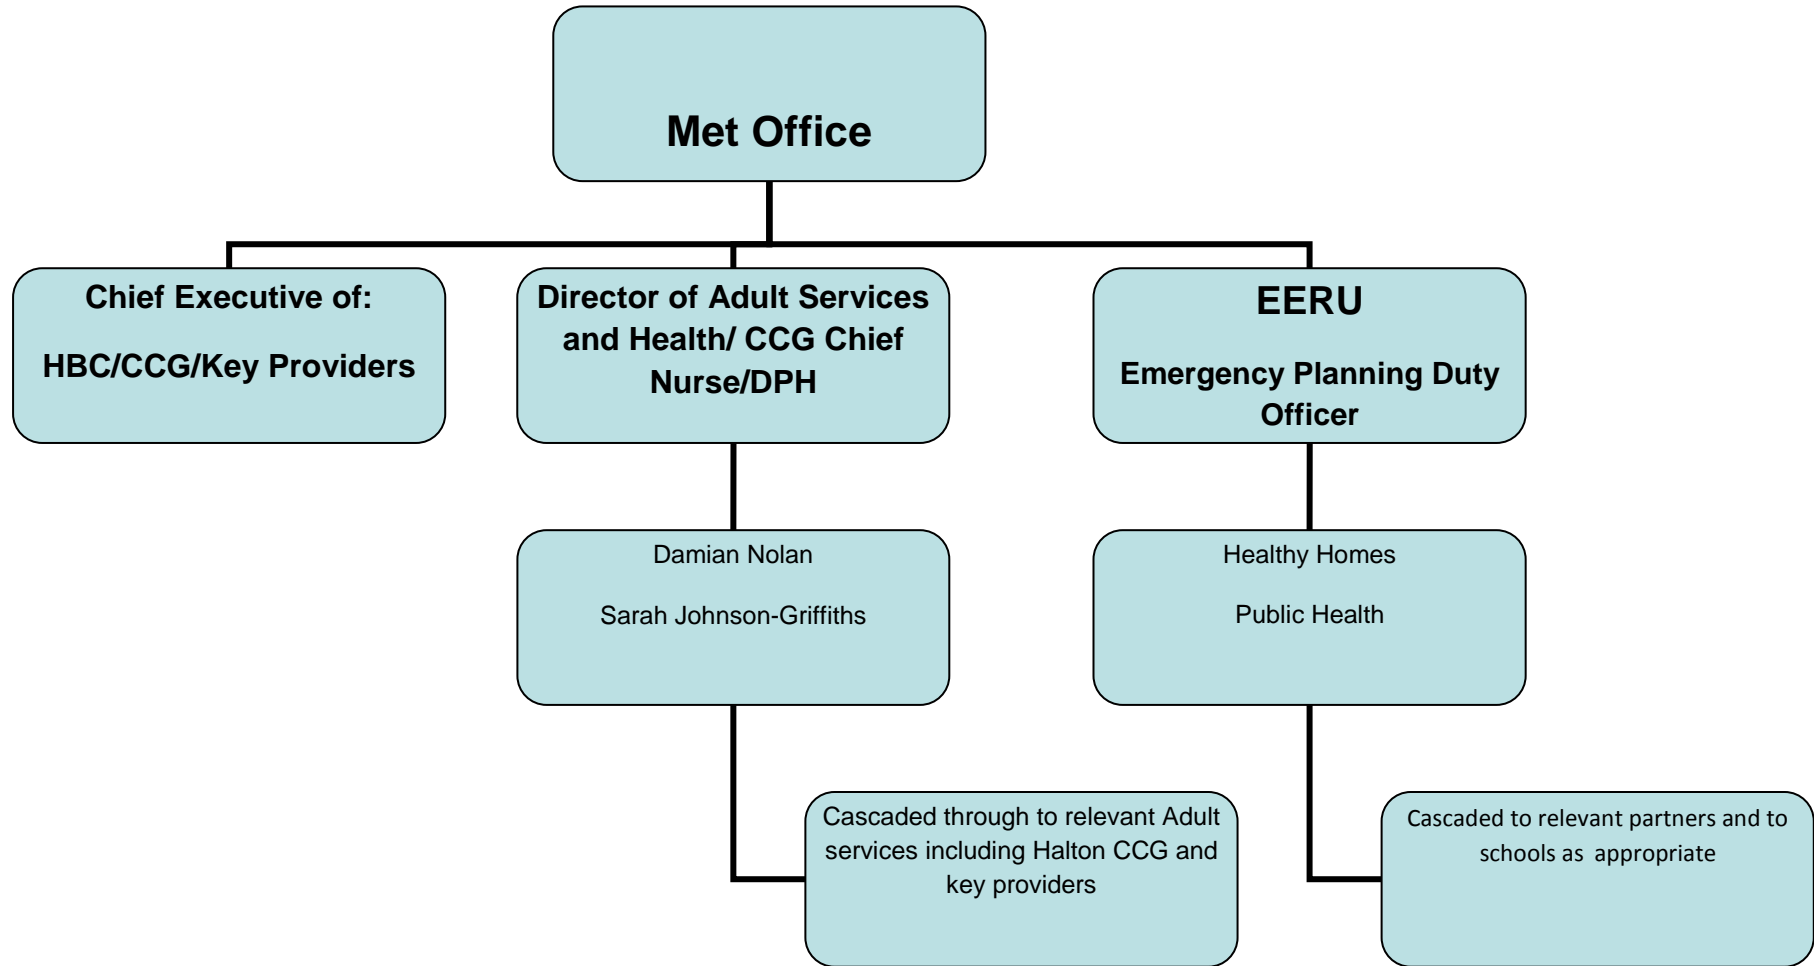 Met Office
Chief Executive of:
HBC/CCG/Key Providers
Director of Adult Services
and Health/ CCG Chief
Nurse/DPH
EERU
Emergency Planning Duty
Officer
Damian Nolan
Sarah Johnson-Griffiths
Healthy Homes
Public Health
Cascaded through to relevant Adult
services including Halton CCG and
key providers
Cascaded to relevant partners and to
schools as appropriate